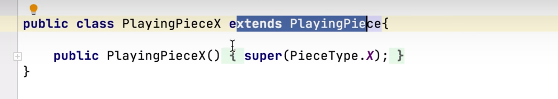 public class PlayingPieceX extends PlayingPiece{
public PlayingPieceX() { super(PieceType.X); }
}